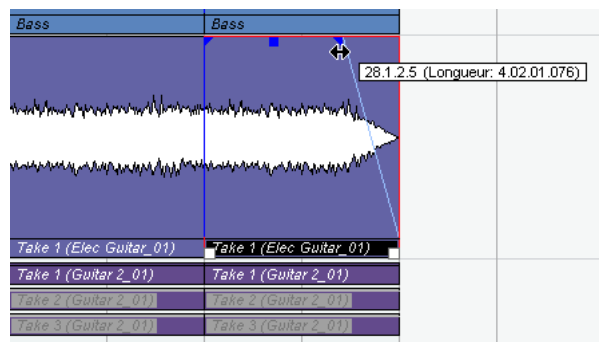 Bass Bass
28.1.2.5 (Longueur: 4.02.01.076)
Take 1 (Elec Guitar_01) Take 1 (Elec Guitar_01)
Take 1 (Guitar 2_01) Take 1 (Guitar 2_01)
Take 2 (Guitar 2_01) Take 2 (Guitar 2_01)
Take 3 (Guitar 2_01) Take 3 (Guitar 2_01)